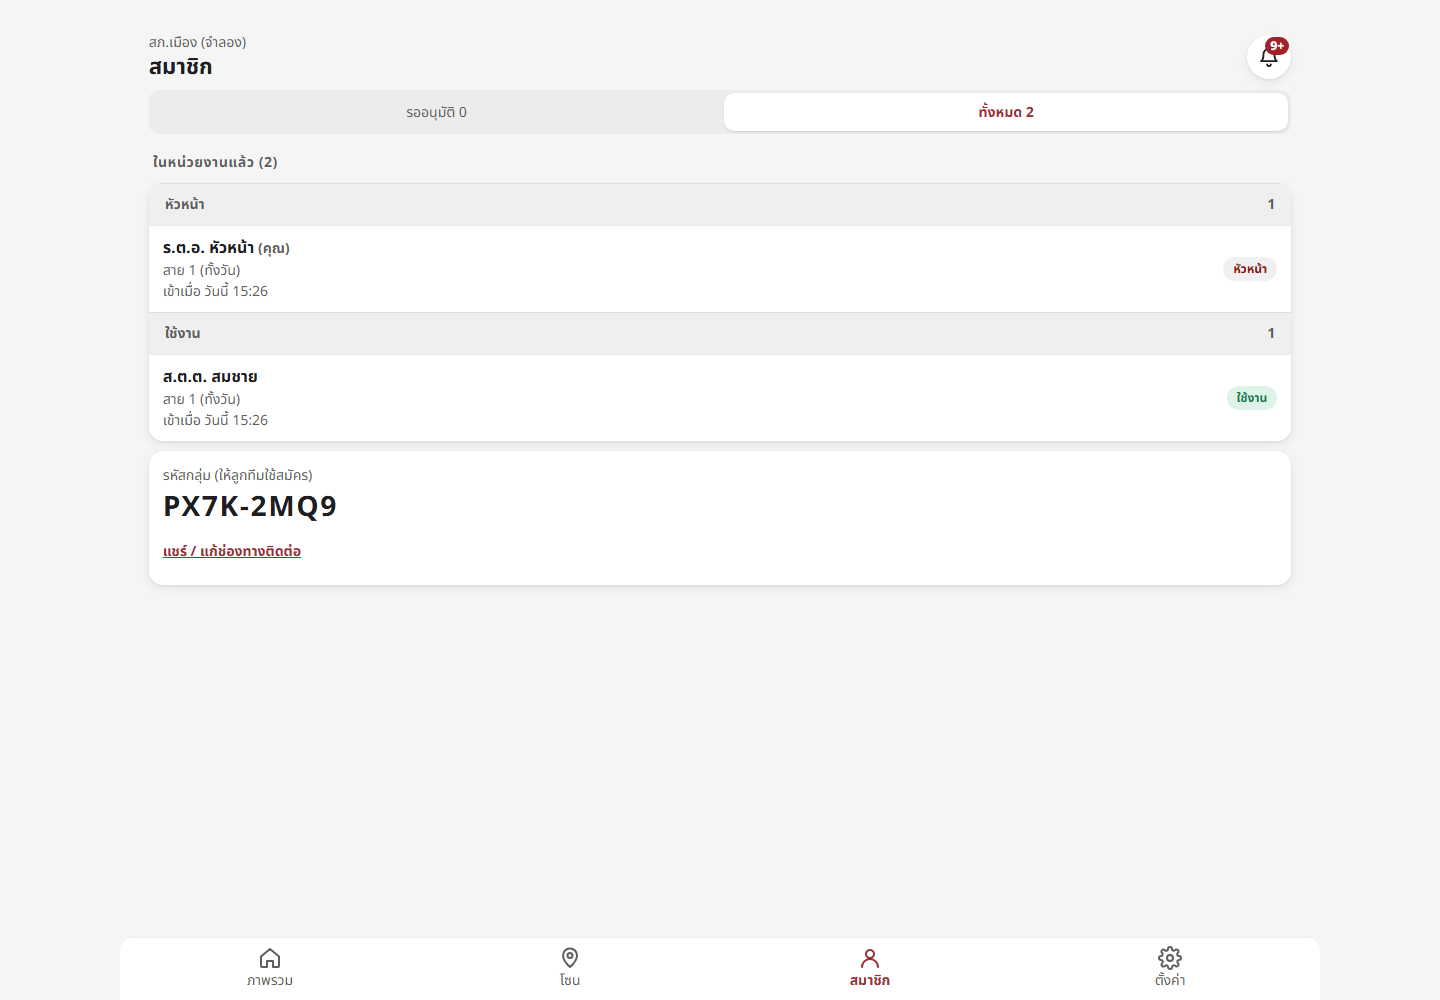 สภ.เมือง (จำลอง)
สมาชิก
9+
รออนุมัติ 0
ทั้งหมด 2
ในหน่วยงานแล้ว (2)
หัวหน้า 1
ร.ต.อ. หัวหน้า (คุณ)
สาย 1 (ทั้งวัน)
เข้าเมื่อ วันนี้ 15:26
หัวหน้า
ใช้งาน 1
ส.ต.ต. สมชาย
สาย 1 (ทั้งวัน)
เข้าเมื่อ วันนี้ 15:26
ใช้งาน
รหัสกลุ่ม (ให้ลูกทีมใช้สมัคร)
PX7K-2MQ9
แชร์ / แก้ช่องทางติดต่อ
ภาพรวม
โซน
สมาชิก
ตั้งค่า